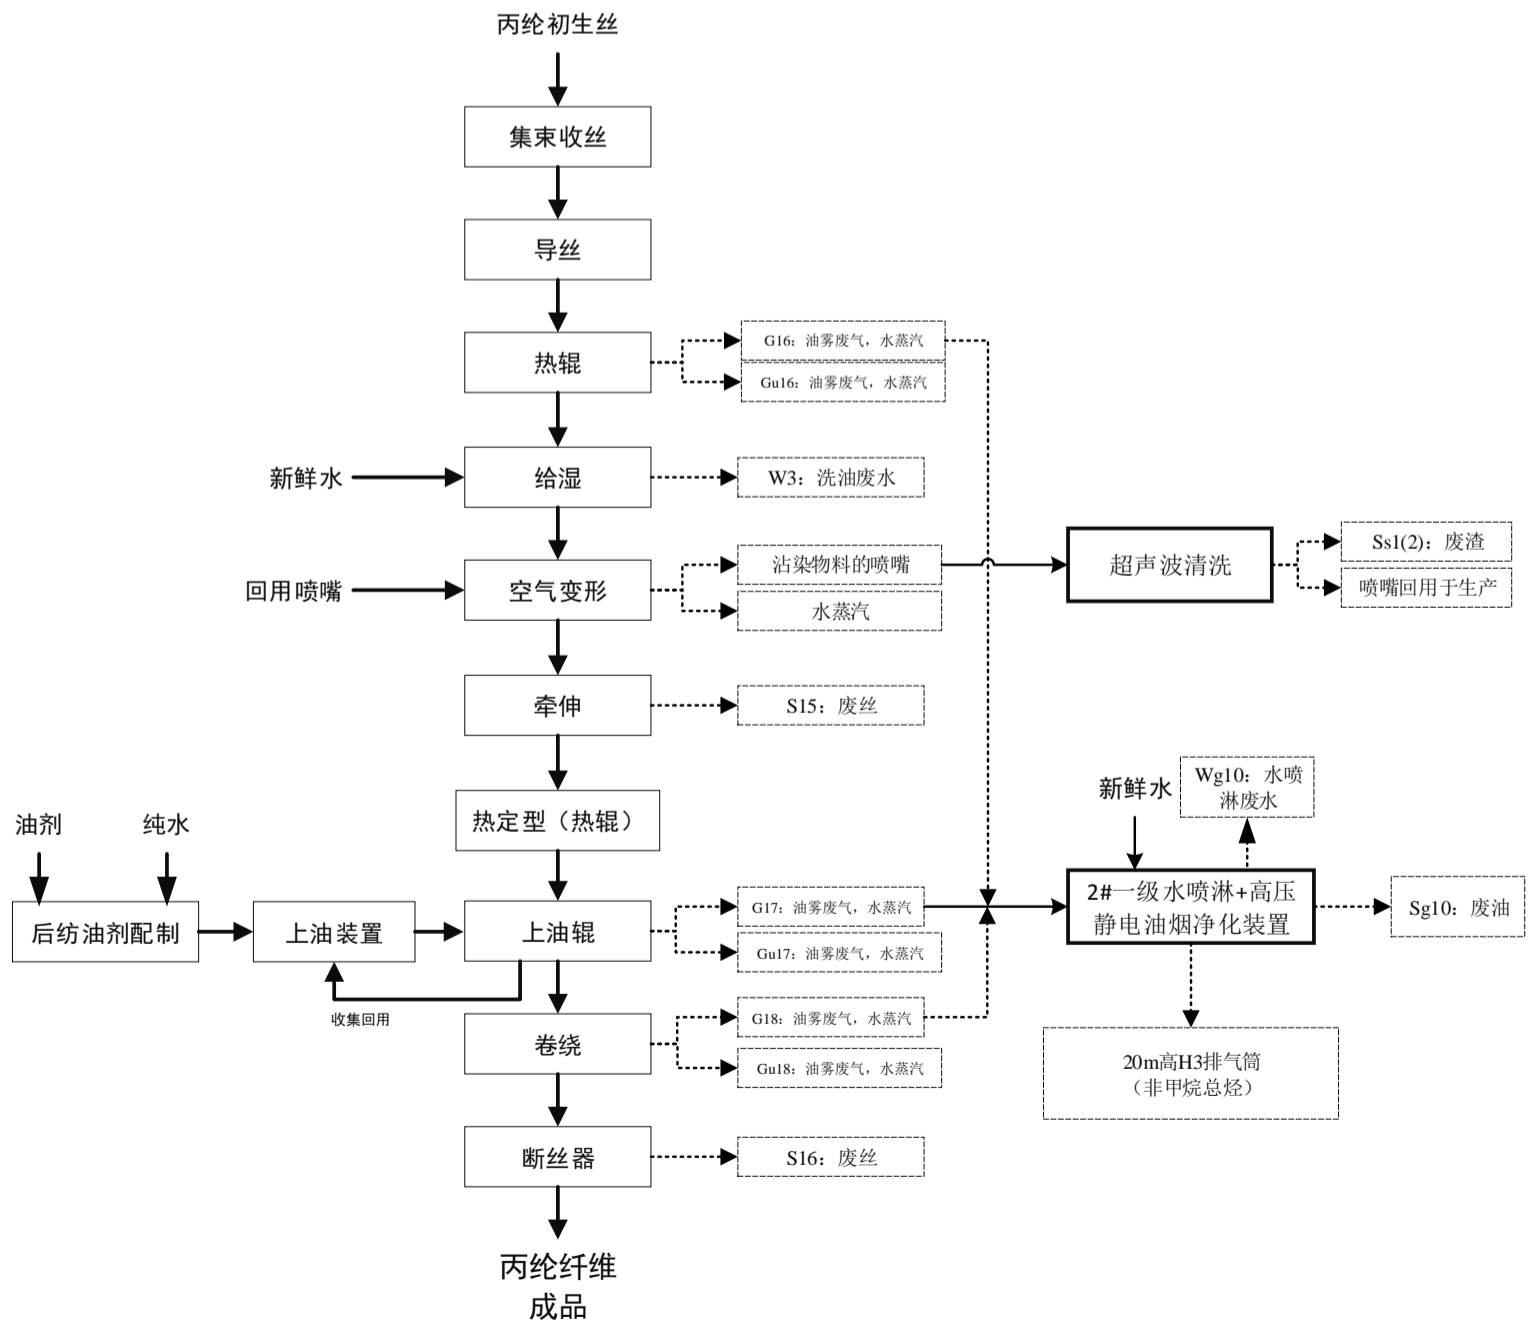 丙纶初生丝
集束收丝
导丝
热辊
G16：油雾废气，水蒸汽
Gu16：油雾废气，水蒸汽
新鲜水
给湿
W3：洗油废水
回用喷嘴
空气变形
沾染物料的喷嘴
水蒸汽
超声波清洗
Ss1(2)：废渣
喷嘴回用于生产
牵伸
S15：废丝
热定型（热辊）
油剂
纯水
后纺油剂配制
上油装置
上油辊
收集回用
G17：油雾废气，水蒸汽
Gu17：油雾废气，水蒸汽
新鲜水
Wg10：水喷
淋废水
2#一级水喷淋+高压
静电油烟净化装置
Sg10：废油
20m高H3排气筒
（非甲烷总烃）
卷绕
G18：油雾废气，水蒸汽
Gu18：油雾废气，水蒸汽
断丝器
S16：废丝
丙纶纤维
成品